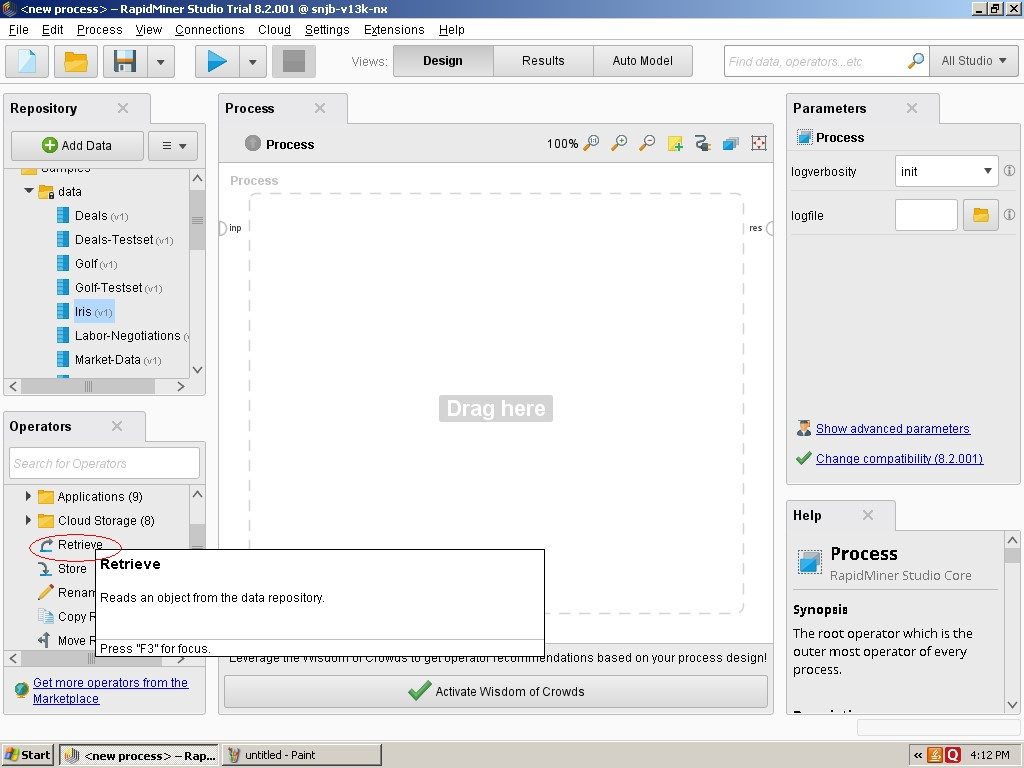 <new process> – RapidMiner Studio Trial 8.2.001 @ snjb-v13k-nx
File Edit Process View Connections Cloud Settings Extensions Help
Views: Design Results Auto Model Find data, operators...etc All Studio
Repository
Add Data
Samples
data
Deals (v1)
Deals-Testset (v1)
Golf (v1)
Golf-Testset (v1)
Iris (v1)
Labor-Negotiations (v
Market-Data (v1)
Operators
Search for Operators
Applications (9)
Cloud Storage (8)
Retrieve
Store
Renam
Copy R
Move R
Get more operators from the
Marketplace
Process
Process
100%
Process
inp
res
Drag here
Retrieve
Reads an object from the data repository.
Press "F3" for focus.
Leverage the Wisdom of Crowds to get operator recommendations based on your process design!
Activate Wisdom of Crowds
Parameters
Process
logverbosity init
logfile
Show advanced parameters
Change compatibility (8.2.001)
Help
Process
RapidMiner Studio Core
Synopsis
The root operator which is the
outer most operator of every
process.
Start <new process> – Rap... untitled - Paint « 4:12 PM